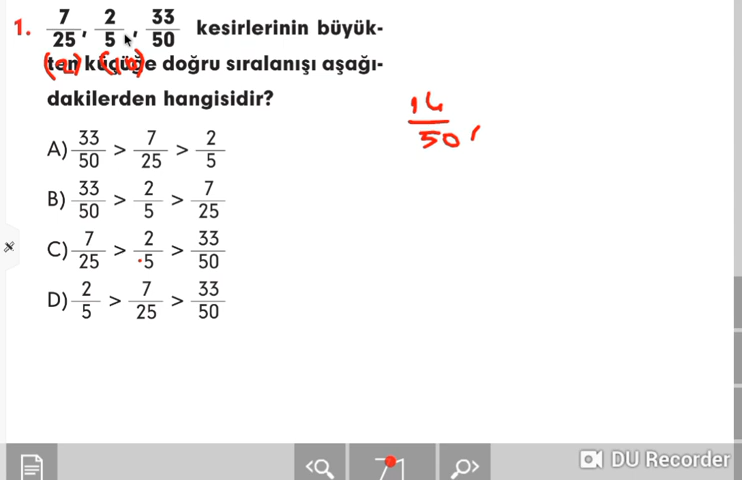 1. 7/25, 2/5, 33/50 kesirlerinin büyük-
(2) (10)
ten küçüğe doğru sıralanışı aşağı-
dakilerden hangisidir?
14/50,
A) 33/50 > 7/25 > 2/5
B) 33/50 > 2/5 > 7/25
C) 7/25 > 2/5 > 33/50
D) 2/5 > 7/25 > 33/50
71
DU Recorder